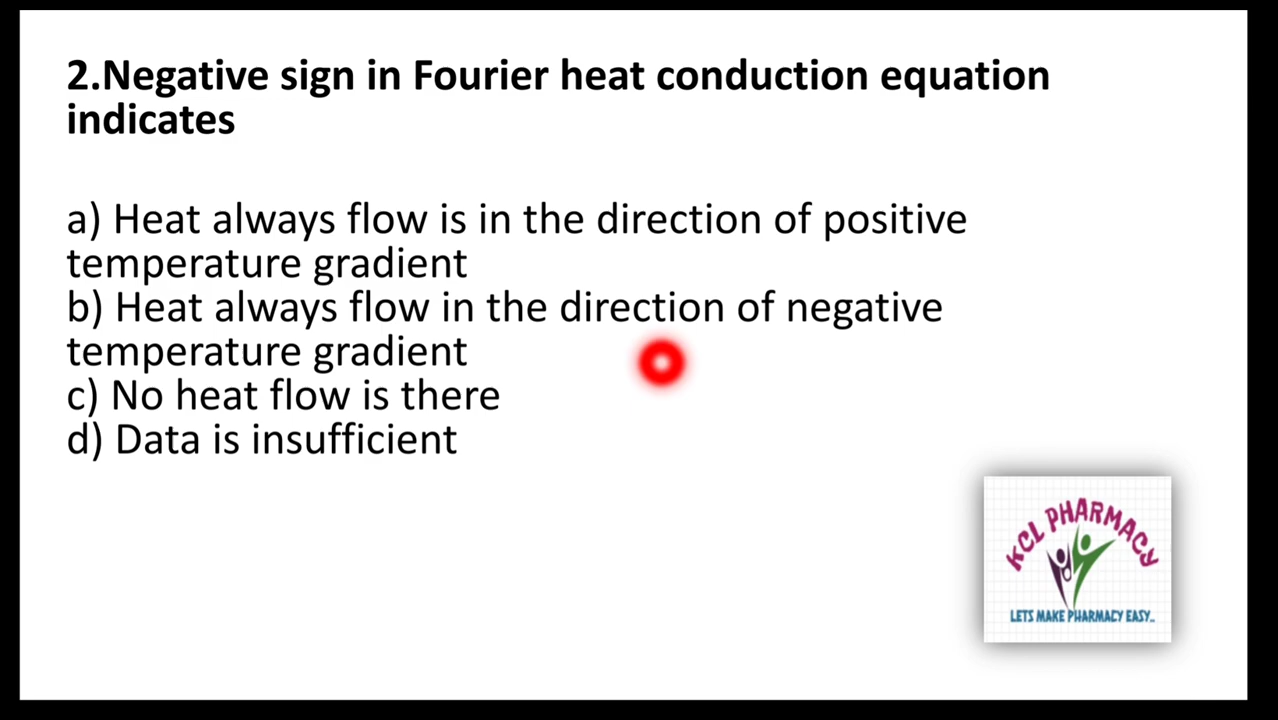 2.Negative sign in Fourier heat conduction equation
indicates
a) Heat always flow is in the direction of positive
temperature gradient
b) Heat always flow in the direction of negative
temperature gradient
c) No heat flow is there
d) Data is insufficient
KCL PHARMACY
LETS MAKE PHARMACY EASY..